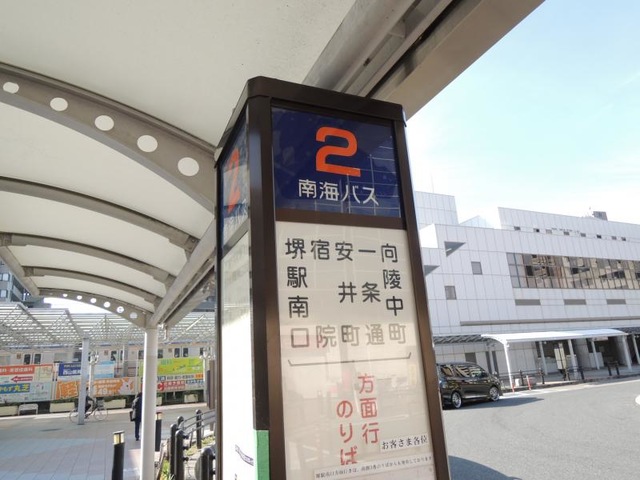 2
南海バス
向陵中町
一条通
安井町
宿院
堺駅南口
方面行
のりば
お客さま各位